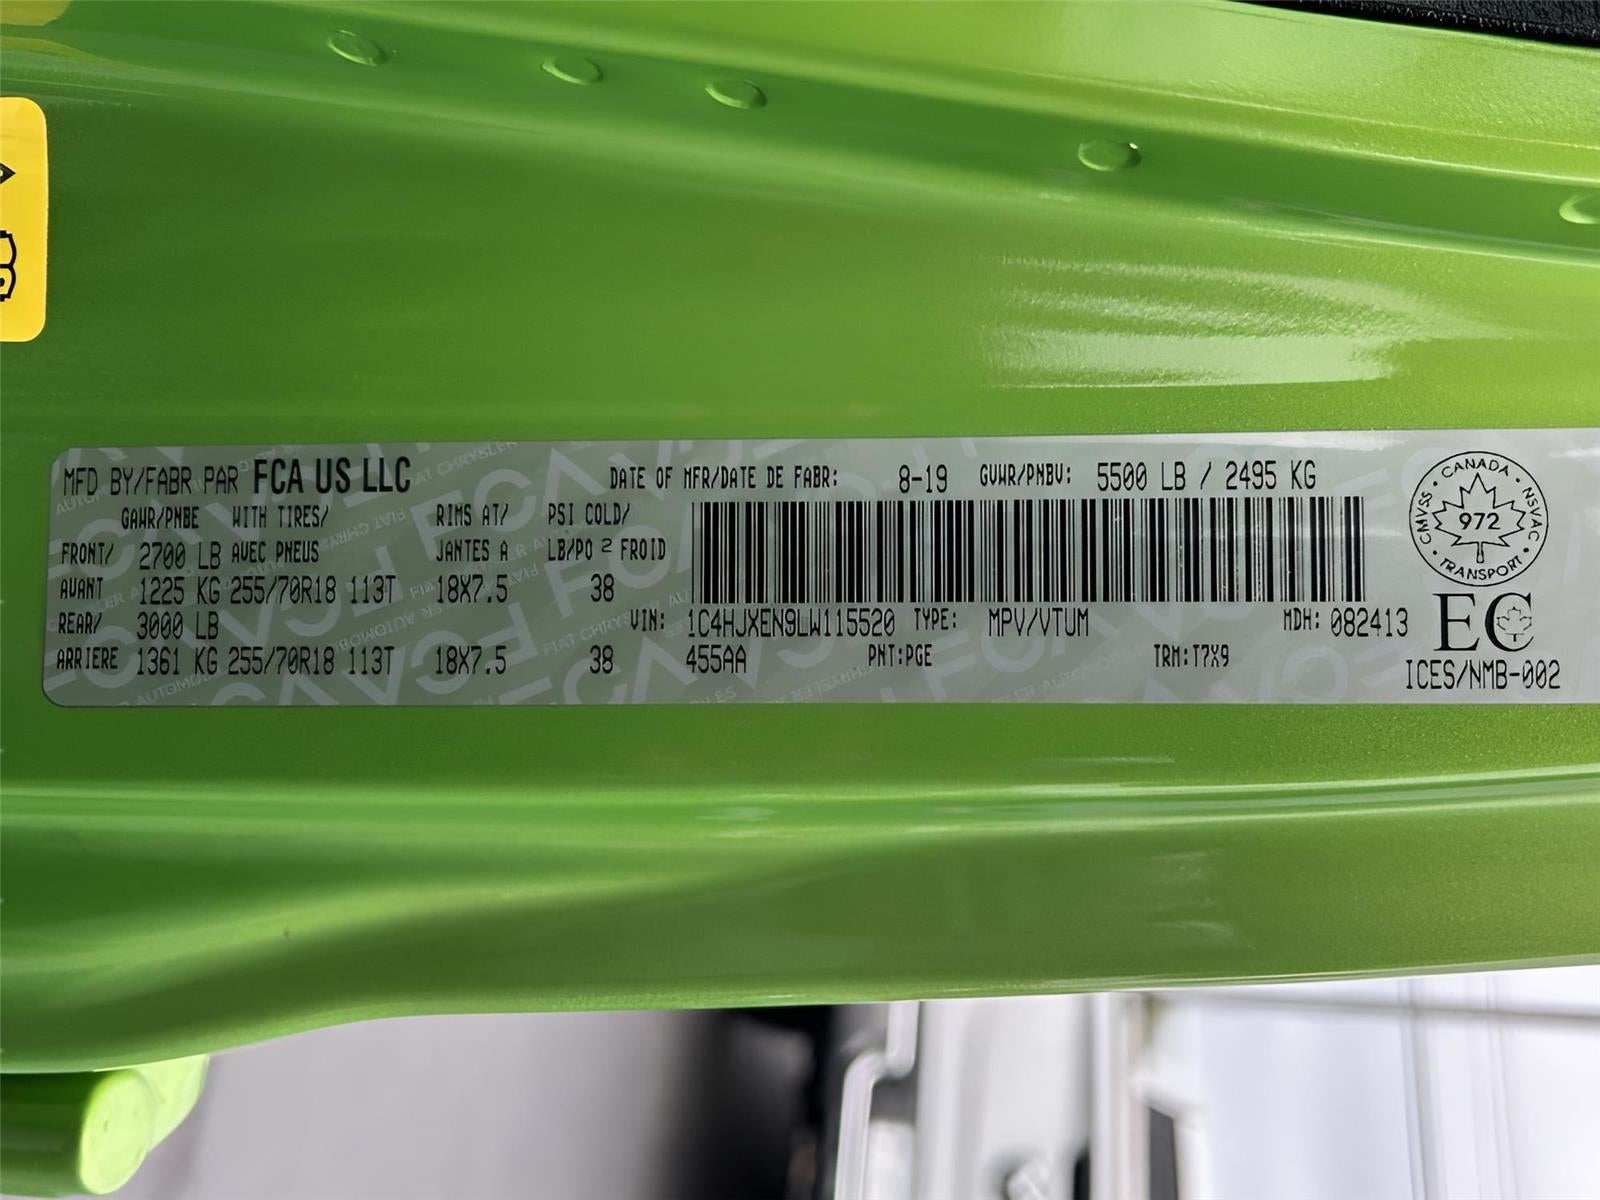 MFD BY/FABR PAR FCA US LLC DATE OF MFR/DATE DE FABR: 8-19 GVWR/PNBV: 5500 LB / 2495 KG
GAWR/PNBE WITH TIRES/ RIMS AT/ PSI COLD/
FRONT/ 2700 LB AVEC PNEUS JANTES A LB/PO 2 FROID
AVANT 1225 KG 255/70R18 113T 18X7.5 38
REAR/ 3000 LB VIN: 1C4HJXEN9LW115520 TYPE: MPV/VTUM MDH: 082413
ARRIERE 1361 KG 255/70R18 113T 18X7.5 38 455AA PNT:PGE TRM:T7X9
CANADA • NSVAC • TRANSPORT • CMVSS •
972
EC
ICES/NMB-002